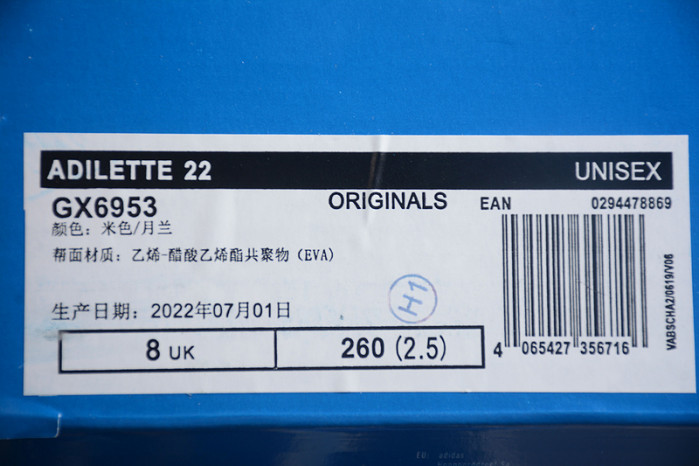 ADILETTE 22 UNISEX
GX6953 ORIGINALS EAN 0294478869
颜色: 米色/月兰
帮面材质: 乙烯-醋酸乙烯酯共聚物 (EVA)
生产日期: 2022年07月01日
H1
8 UK 260 (2.5)
4 065427 356716
VABSCHA2/0619/V06
adidas